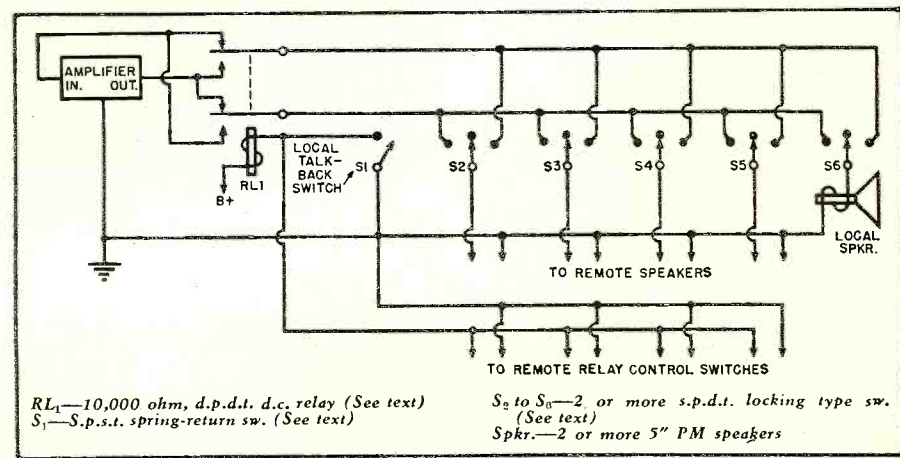 AMPLIFIER
IN. OUT.
RL1
B+
LOCAL
TALK-
BACK
SWITCH
S1
S2
S3
S4
S5
S6
LOCAL
SPKR.
TO REMOTE SPEAKERS
TO REMOTE RELAY CONTROL SWITCHES
RL₁—10,000 ohm, d.p.d.t. d.c. relay (See text)
S₁—S.p.s.t. spring-return sw. (See text)
S₂ to S₆—2 or more s.p.d.t. locking type sw.
(See text)
Spkr.—2 or more 5" PM speakers